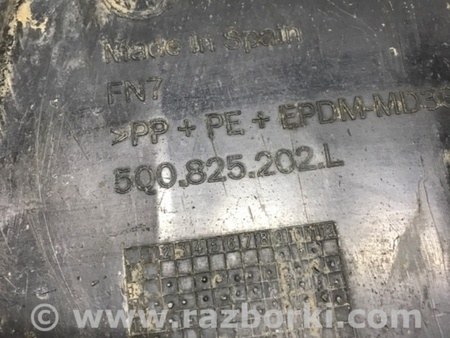 Made in Spain
FN7
>PP + PE + EPDM-MD
5Q0.825.202.L
© - www.razborki.com